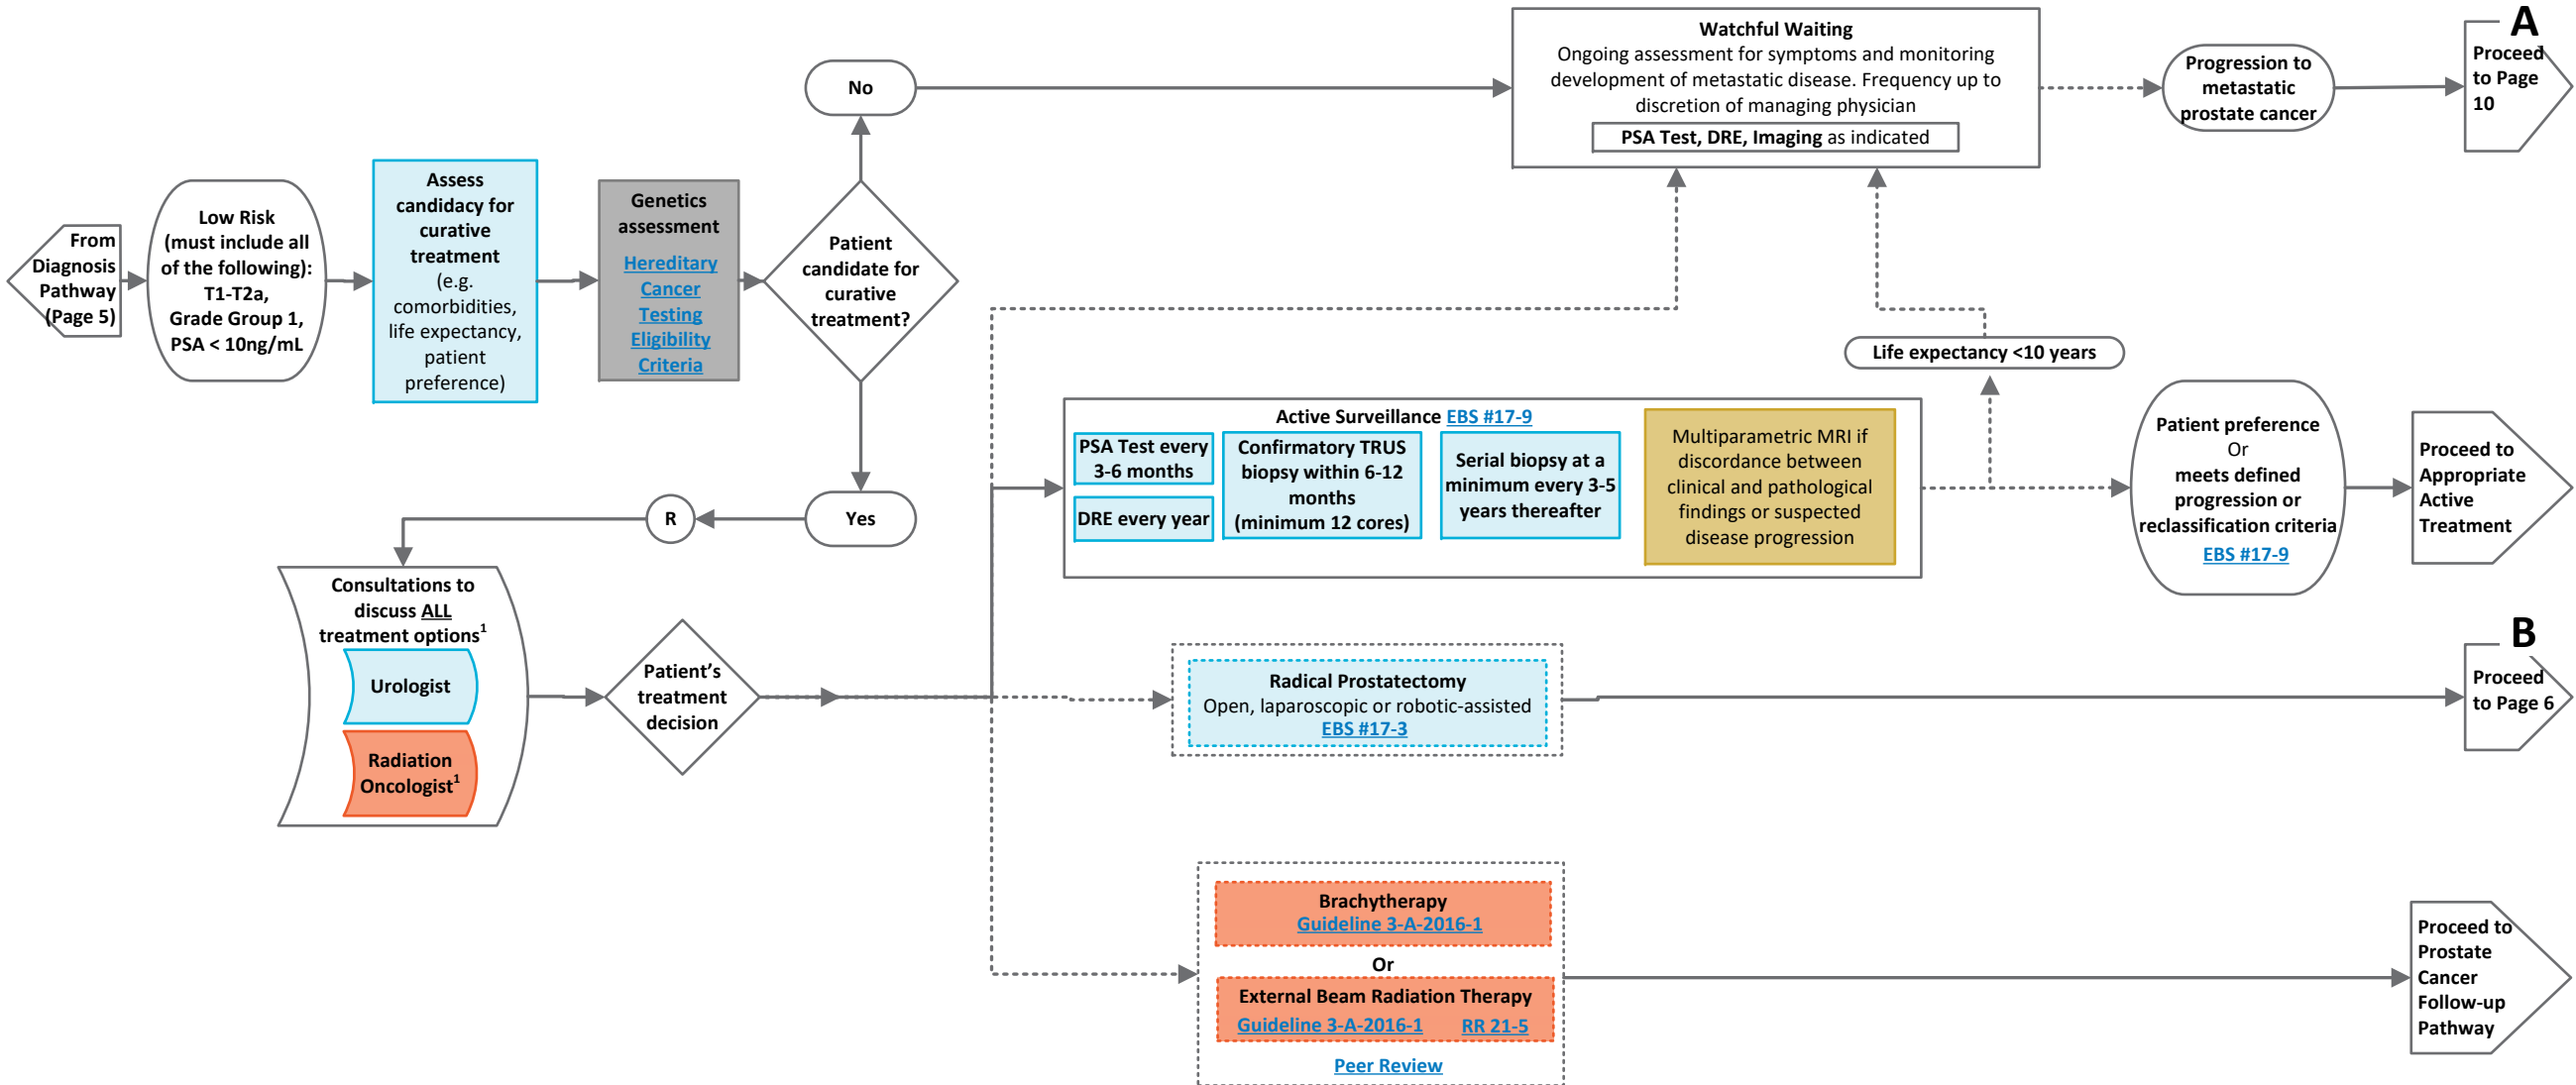 From
Diagnosis
Pathway
(Page 5)
Low Risk
(must include all
of the following):
T1-T2a,
Grade Group 1,
PSA < 10ng/mL
Assess
candidacy for
curative
treatment
(e.g.
comorbidities,
life expectancy,
patient
preference)
Genetics
assessment
Hereditary
Cancer
Testing
Eligibility
Criteria
Patient
candidate for
curative
treatment?
No
Watchful Waiting
Ongoing assessment for symptoms and monitoring
development of metastatic disease. Frequency up to
discretion of managing physician
PSA Test, DRE, Imaging as indicated
Progression to
metastatic
prostate cancer
A
Proceed
to Page
10
Yes
R
Consultations to
discuss ALL
treatment options1
Urologist
Radiation
Oncologist1
Patient's
treatment
decision
Life expectancy <10 years
Active Surveillance EBS #17-9
PSA Test every
3-6 months
DRE every year
Confirmatory TRUS
biopsy within 6-12
months
(minimum 12 cores)
Serial biopsy at a
minimum every 3-5
years thereafter
Multiparametric MRI if
discordance between
clinical and pathological
findings or suspected
disease progression
Patient preference
Or
meets defined
progression or
reclassification criteria
EBS #17-9
Proceed to
Appropriate
Active
Treatment
Radical Prostatectomy
Open, laparoscopic or robotic-assisted
EBS #17-3
B
Proceed
to Page 6
Brachytherapy
Guideline 3-A-2016-1
Or
External Beam Radiation Therapy
Guideline 3-A-2016-1 RR 21-5
Peer Review
Proceed to
Prostate
Cancer
Follow-up
Pathway